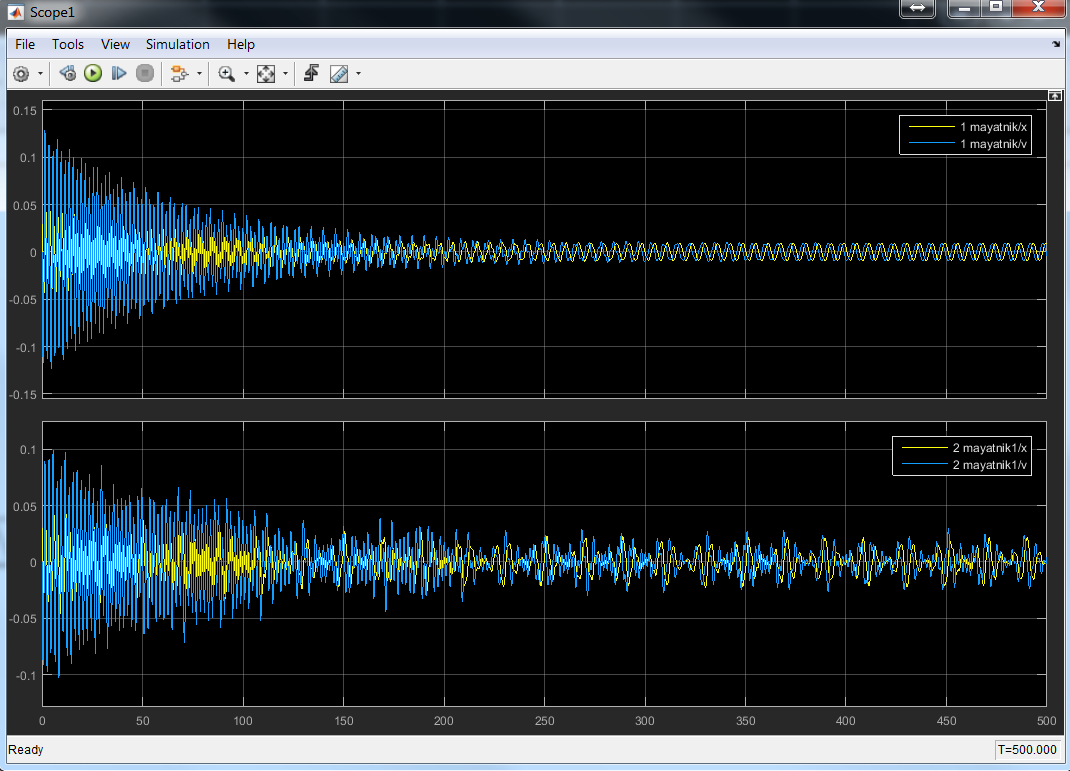 Scope1
File Tools View Simulation Help
0.15
0.1
0.05
0
-0.05
-0.1
-0.15
1 mayatnik/x
1 mayatnik/v
0.1
0.05
0
-0.05
-0.1
2 mayatnik1/x
2 mayatnik1/v
0 50 100 150 200 250 300 350 400 450 500
Ready T=500.000